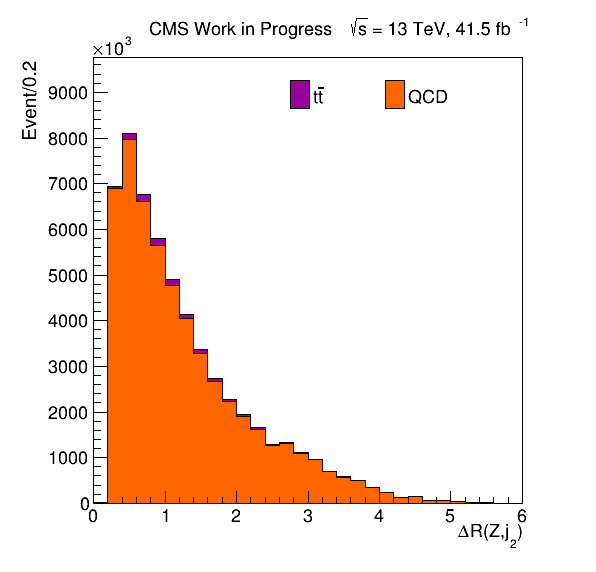 CMS Work in Progress √s = 13 TeV, 41.5 fb⁻¹
×10³
Event/0.2
tt̄
QCD
9000
8000
7000
6000
5000
4000
3000
2000
1000
0
0 1 2 3 4 5 6
ΔR(Z,j₂)